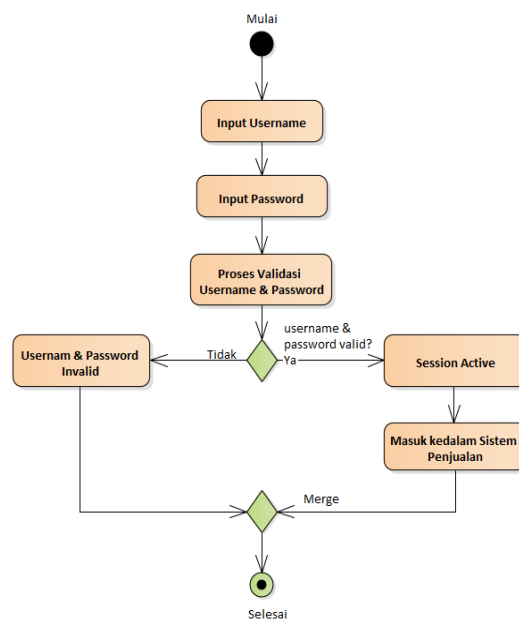 Mulai
Input Username
Input Password
Proses Validasi
Username & Password
username &
password valid?
Tidak
Ya
Usernam & Password
Invalid
Session Active
Masuk kedalam Sistem
Penjualan
Merge
Selesai